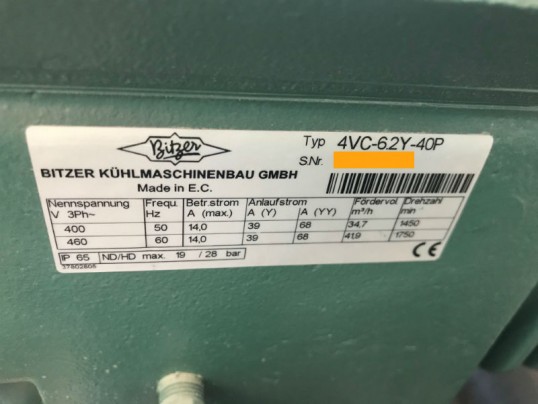 Bitzer
Typ 4VC-6.2Y-40P
S.Nr.
BITZER KÜHLMASCHINENBAU GMBH
Made in E.C.
Nennspannung Frequ. Betr.strom Anlaufstrom Fördervol Drehzahl
V 3Ph~ Hz A (max.) A (Y) A (YY) m³/h min
400 50 14,0 39 68 34,7 1450
460 60 14,0 39 68 41,9 1750
IP 65 ND/HD max. 19 / 28 bar CE
37802805